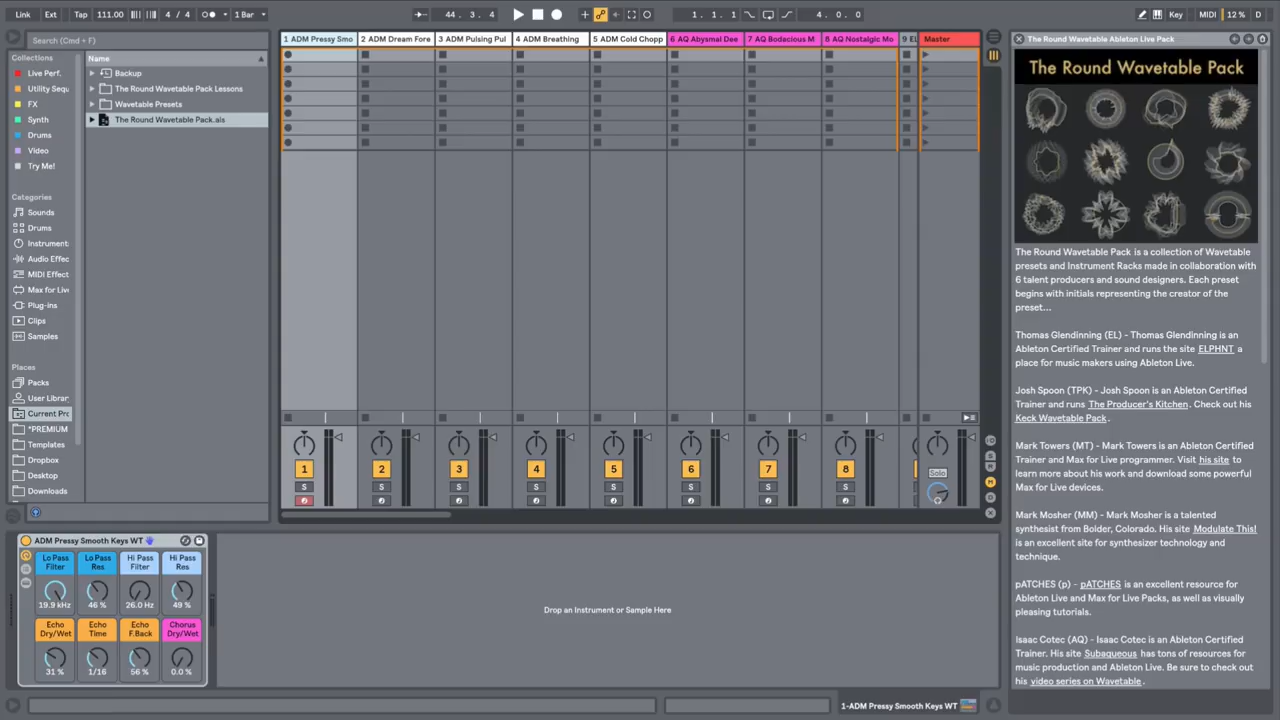 Link Ext Tap 111.00 4 / 4 1 Bar 44. 3. 4 1. 1. 1 4. 0. 0 Key MIDI 12 % D
Search (Cmd + F)
Collections
Live Perf.
Utility Sequ
FX
Synth
Drums
Video
Try Me!
Categories
Sounds
Drums
Instrument
Audio Effec
MIDI Effect
Max for Live
Plug-ins
Clips
Samples
Places
Packs
User Library
Current Pro
*PREMIUM
Templates
Dropbox
Desktop
Downloads
Name
Backup
The Round Wavetable Pack Lessons
Wavetable Presets
The Round Wavetable Pack.als
1 ADM Pressy Smo
2 ADM Dream Fore
3 ADM Pulsing Pul
4 ADM Breathing
5 ADM Cold Chopp
6 AQ Abysmal Dee
7 AQ Bodacious M
8 AQ Nostalgic Mo
9 EL
Master
1 2 3 4 5 6 7 8 Solo
S S S S S S S S
The Round Wavetable Ableton Live Pack
The Round Wavetable Pack
The Round Wavetable Pack is a collection of Wavetable
presets and Instrument Racks made in collaboration with
6 talent producers and sound designers. Each preset
begins with initials representing the creator of the
preset...
Thomas Glendinning (EL) - Thomas Glendinning is an
Ableton Certified Trainer and runs the site ELPHNT a
place for music makers using Ableton Live.
Josh Spoon (TPK) - Josh Spoon is an Ableton Certified
Trainer and runs The Producer's Kitchen. Check out his
Keck Wavetable Pack.
Mark Towers (MT) - Mark Towers is an Ableton Certified
Trainer and Max for Live programmer. Visit his site to
learn more about his work and download some powerful
Max for Live devices.
Mark Mosher (MM) - Mark Mosher is a talented
synthesist from Bolder, Colorado. His site Modulate This!
is an excellent site for synthesizer technology and
technique.
pATCHES (p) - pATCHES is an excellent resource for
Ableton Live and Max for Live Packs, as well as visually
pleasing tutorials.
Isaac Cotec (AQ) - Isaac Cotec is an Ableton Certified
Trainer. His site Subaqueous has tons of resources for
music production and Ableton Live. Be sure to check out
his video series on Wavetable.
ADM Pressy Smooth Keys WT
Lo Pass Filter
Lo Pass Res
Hi Pass Filter
Hi Pass Res
19.9 kHz 46 % 26.0 Hz 49 %
Echo Dry/Wet
Echo Time
Echo F.Back
Chorus Dry/Wet
31 % 1/16 56 % 0.0 %
Drop an Instrument or Sample Here
1-ADM Pressy Smooth Keys WT